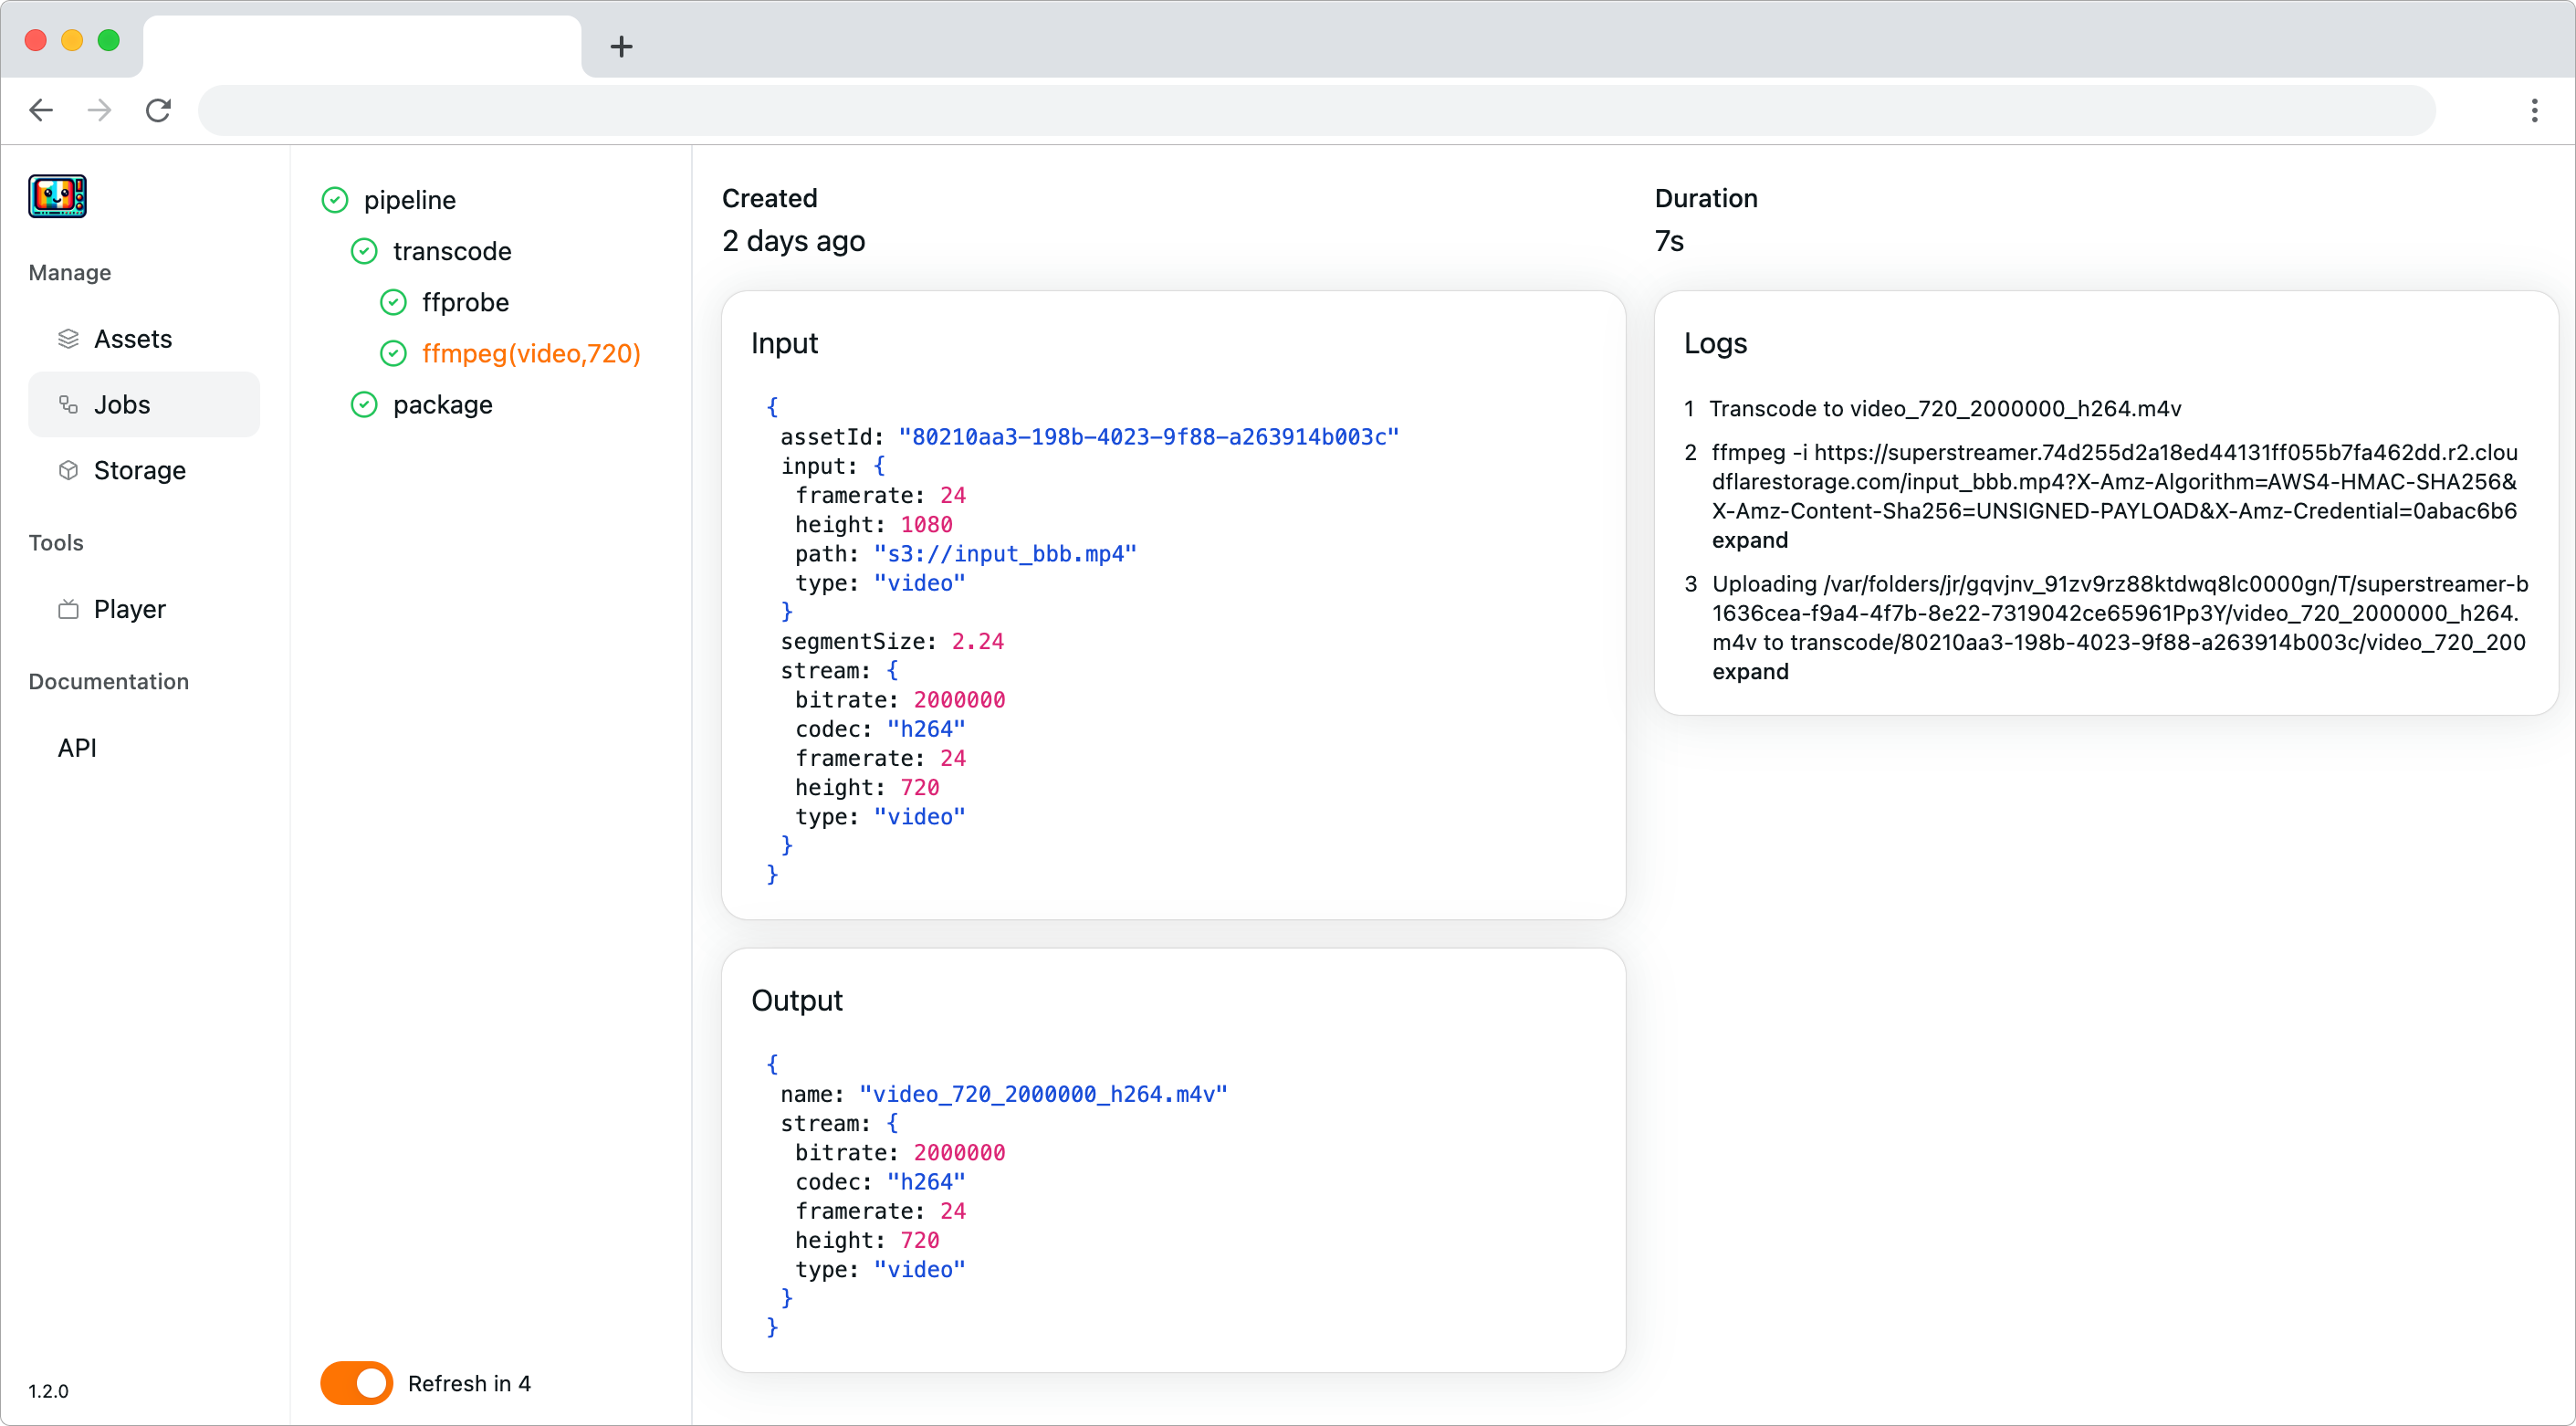 Manage
Assets
Jobs
Storage
Tools
Player
Documentation
API
1.2.0
pipeline
transcode
ffprobe
ffmpeg(video,720)
package
Refresh in 4
Created
2 days ago
Duration
7s
Input
{
assetId: "80210aa3-198b-4023-9f88-a263914b003c"
input: {
framerate: 24
height: 1080
path: "s3://input_bbb.mp4"
type: "video"
}
segmentSize: 2.24
stream: {
bitrate: 2000000
codec: "h264"
framerate: 24
height: 720
type: "video"
}
}
Output
{
name: "video_720_2000000_h264.m4v"
stream: {
bitrate: 2000000
codec: "h264"
framerate: 24
height: 720
type: "video"
}
}
Logs
1 Transcode to video_720_2000000_h264.m4v
2 ffmpeg -i https://superstreamer.74d255d2a18ed44131ff055b7fa462dd.r2.clou
dflarestorage.com/input_bbb.mp4?X-Amz-Algorithm=AWS4-HMAC-SHA256&
X-Amz-Content-Sha256=UNSIGNED-PAYLOAD&X-Amz-Credential=0abac6b6
expand
3 Uploading /var/folders/jr/gqvjnv_91zv9rz88ktdwq8lc0000gn/T/superstreamer-b
1636cea-f9a4-4f7b-8e22-7319042ce65961Pp3Y/video_720_2000000_h264.
m4v to transcode/80210aa3-198b-4023-9f88-a263914b003c/video_720_200
expand